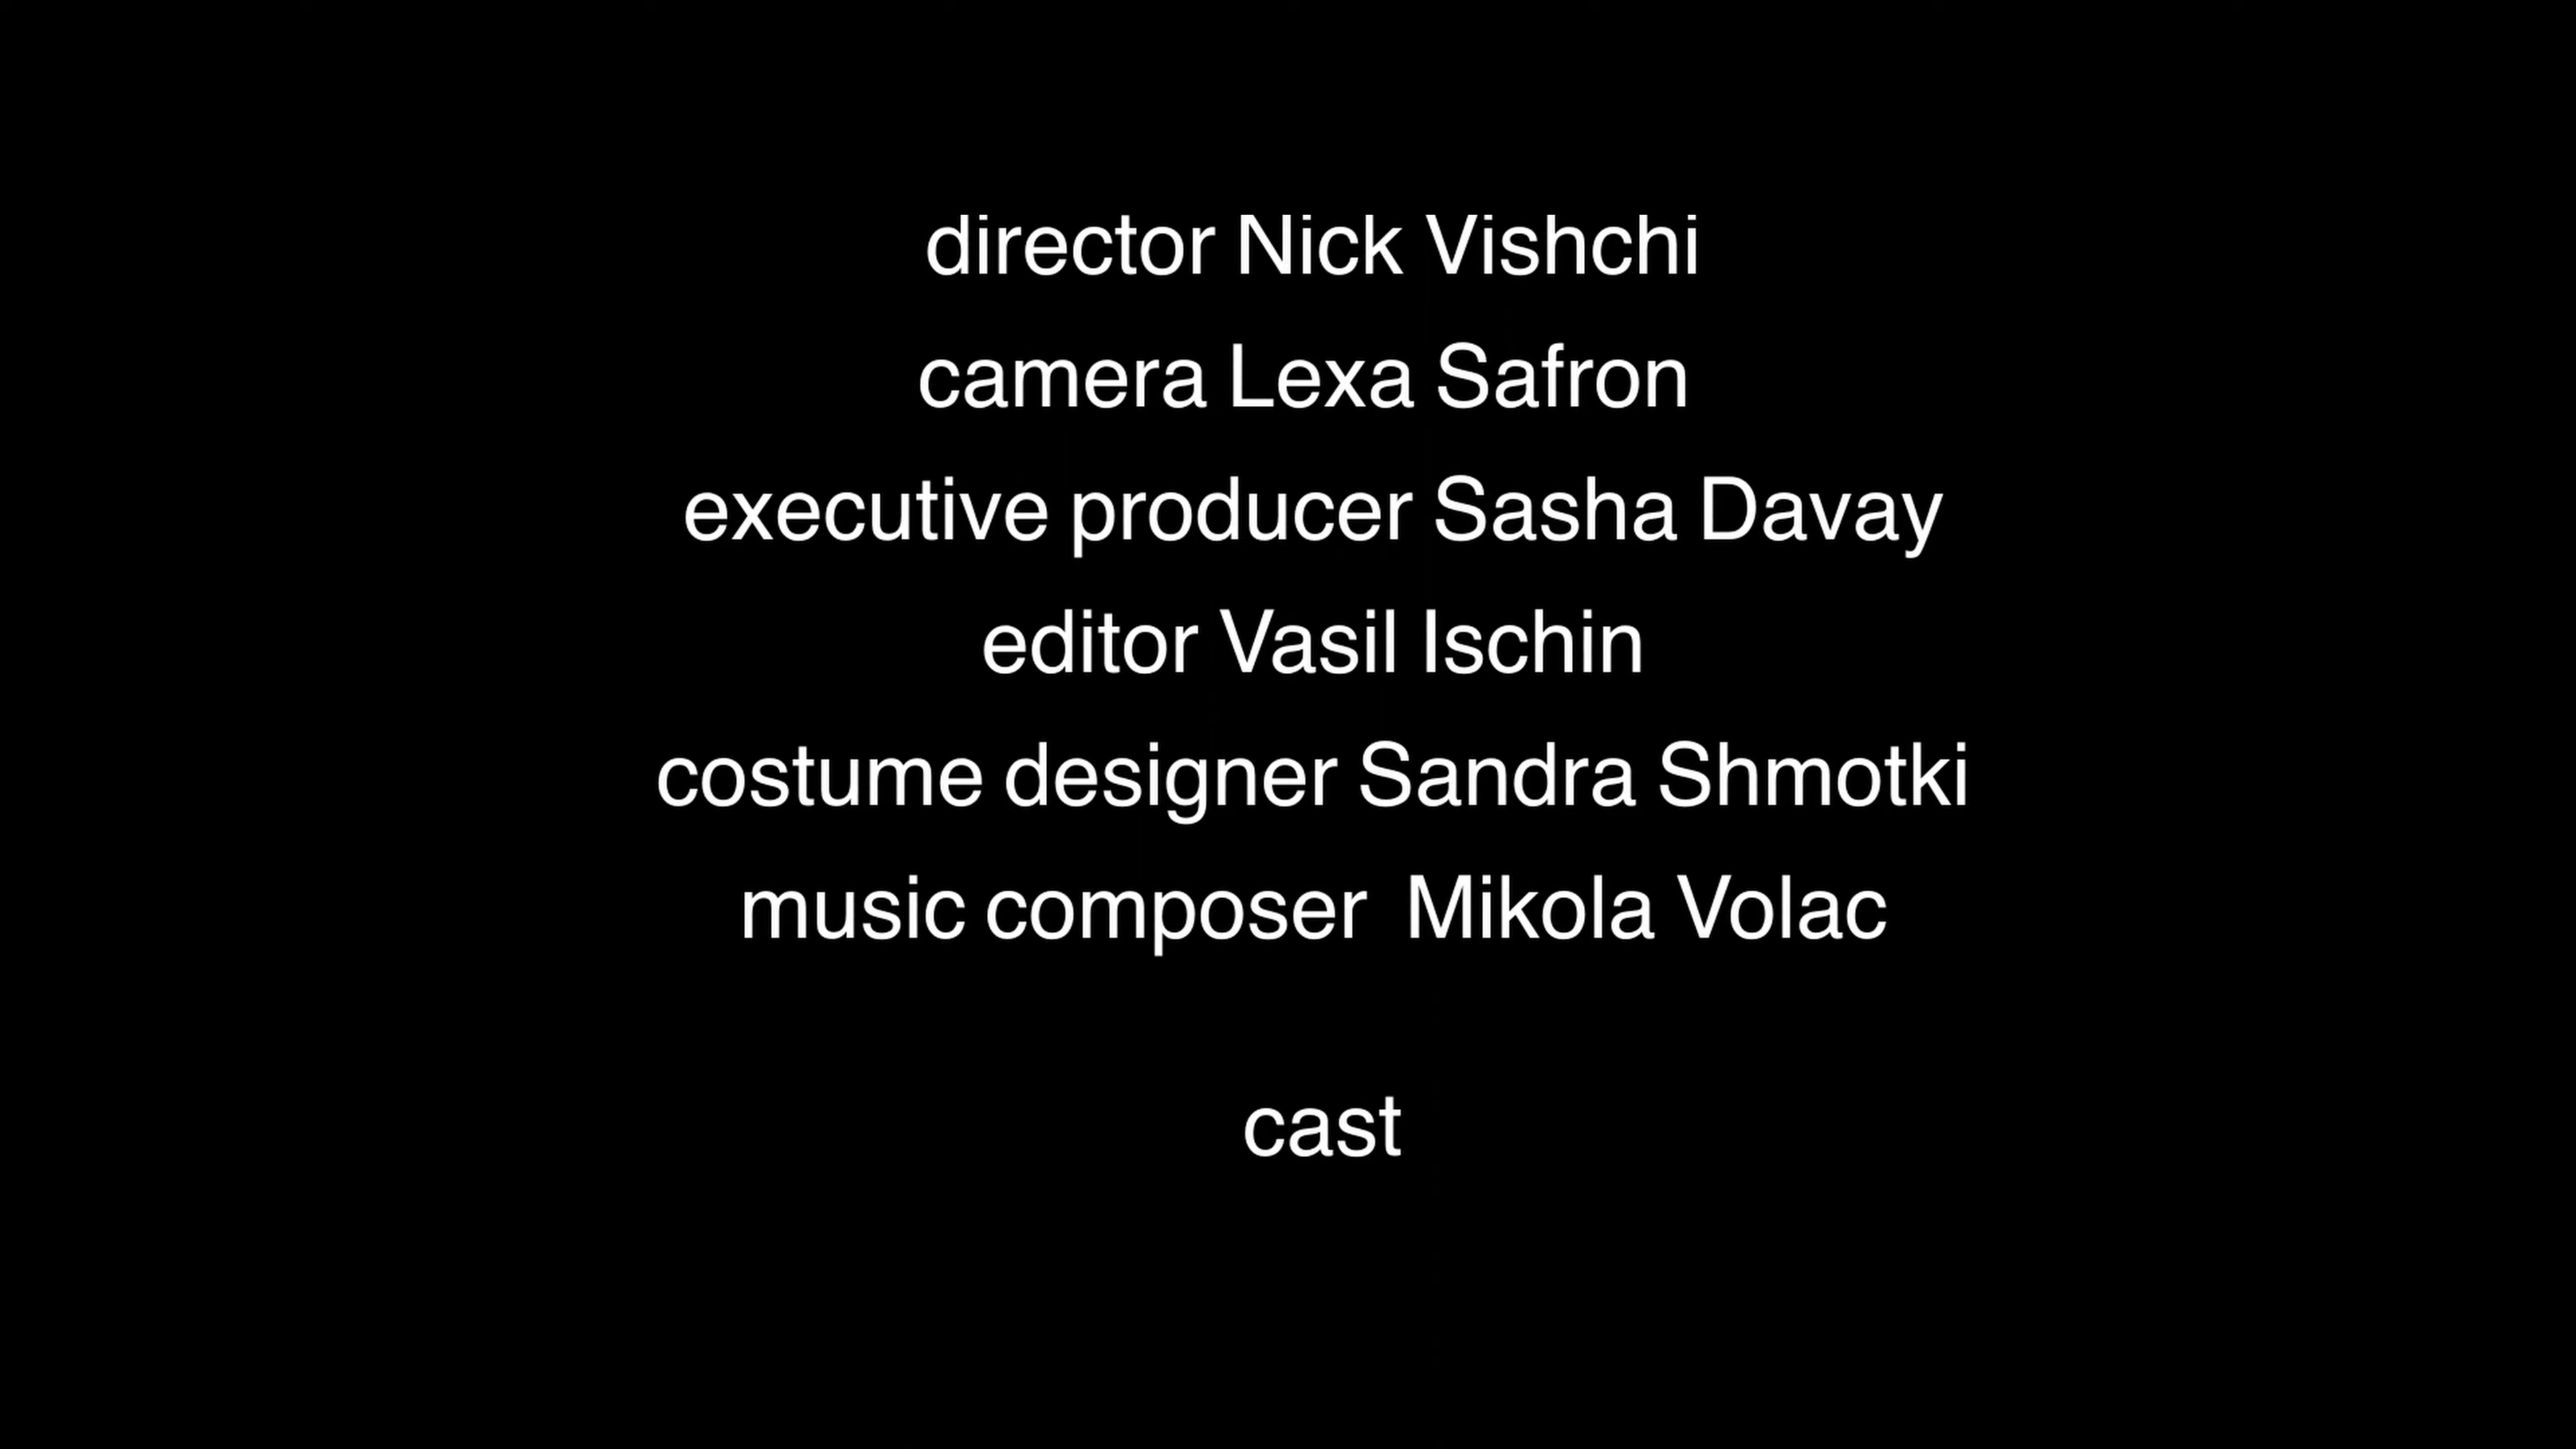 director Nick Vishchi
camera Lexa Safron
executive producer Sasha Davay
editor Vasil Ischin
costume designer Sandra Shmotki
music composer  Mikola Volac
cast